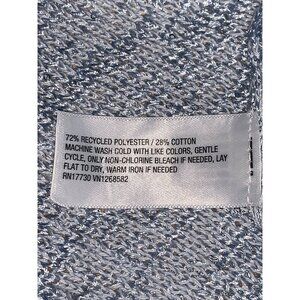 72% RECYCLED POLYESTER / 28% COTTON
MACHINE WASH COLD WITH LIKE COLORS, GENTLE
CYCLE, ONLY NON-CHLORINE BLEACH IF NEEDED, LAY
FLAT TO DRY, WARM IRON IF NEEDED
RN17730 VN1268582